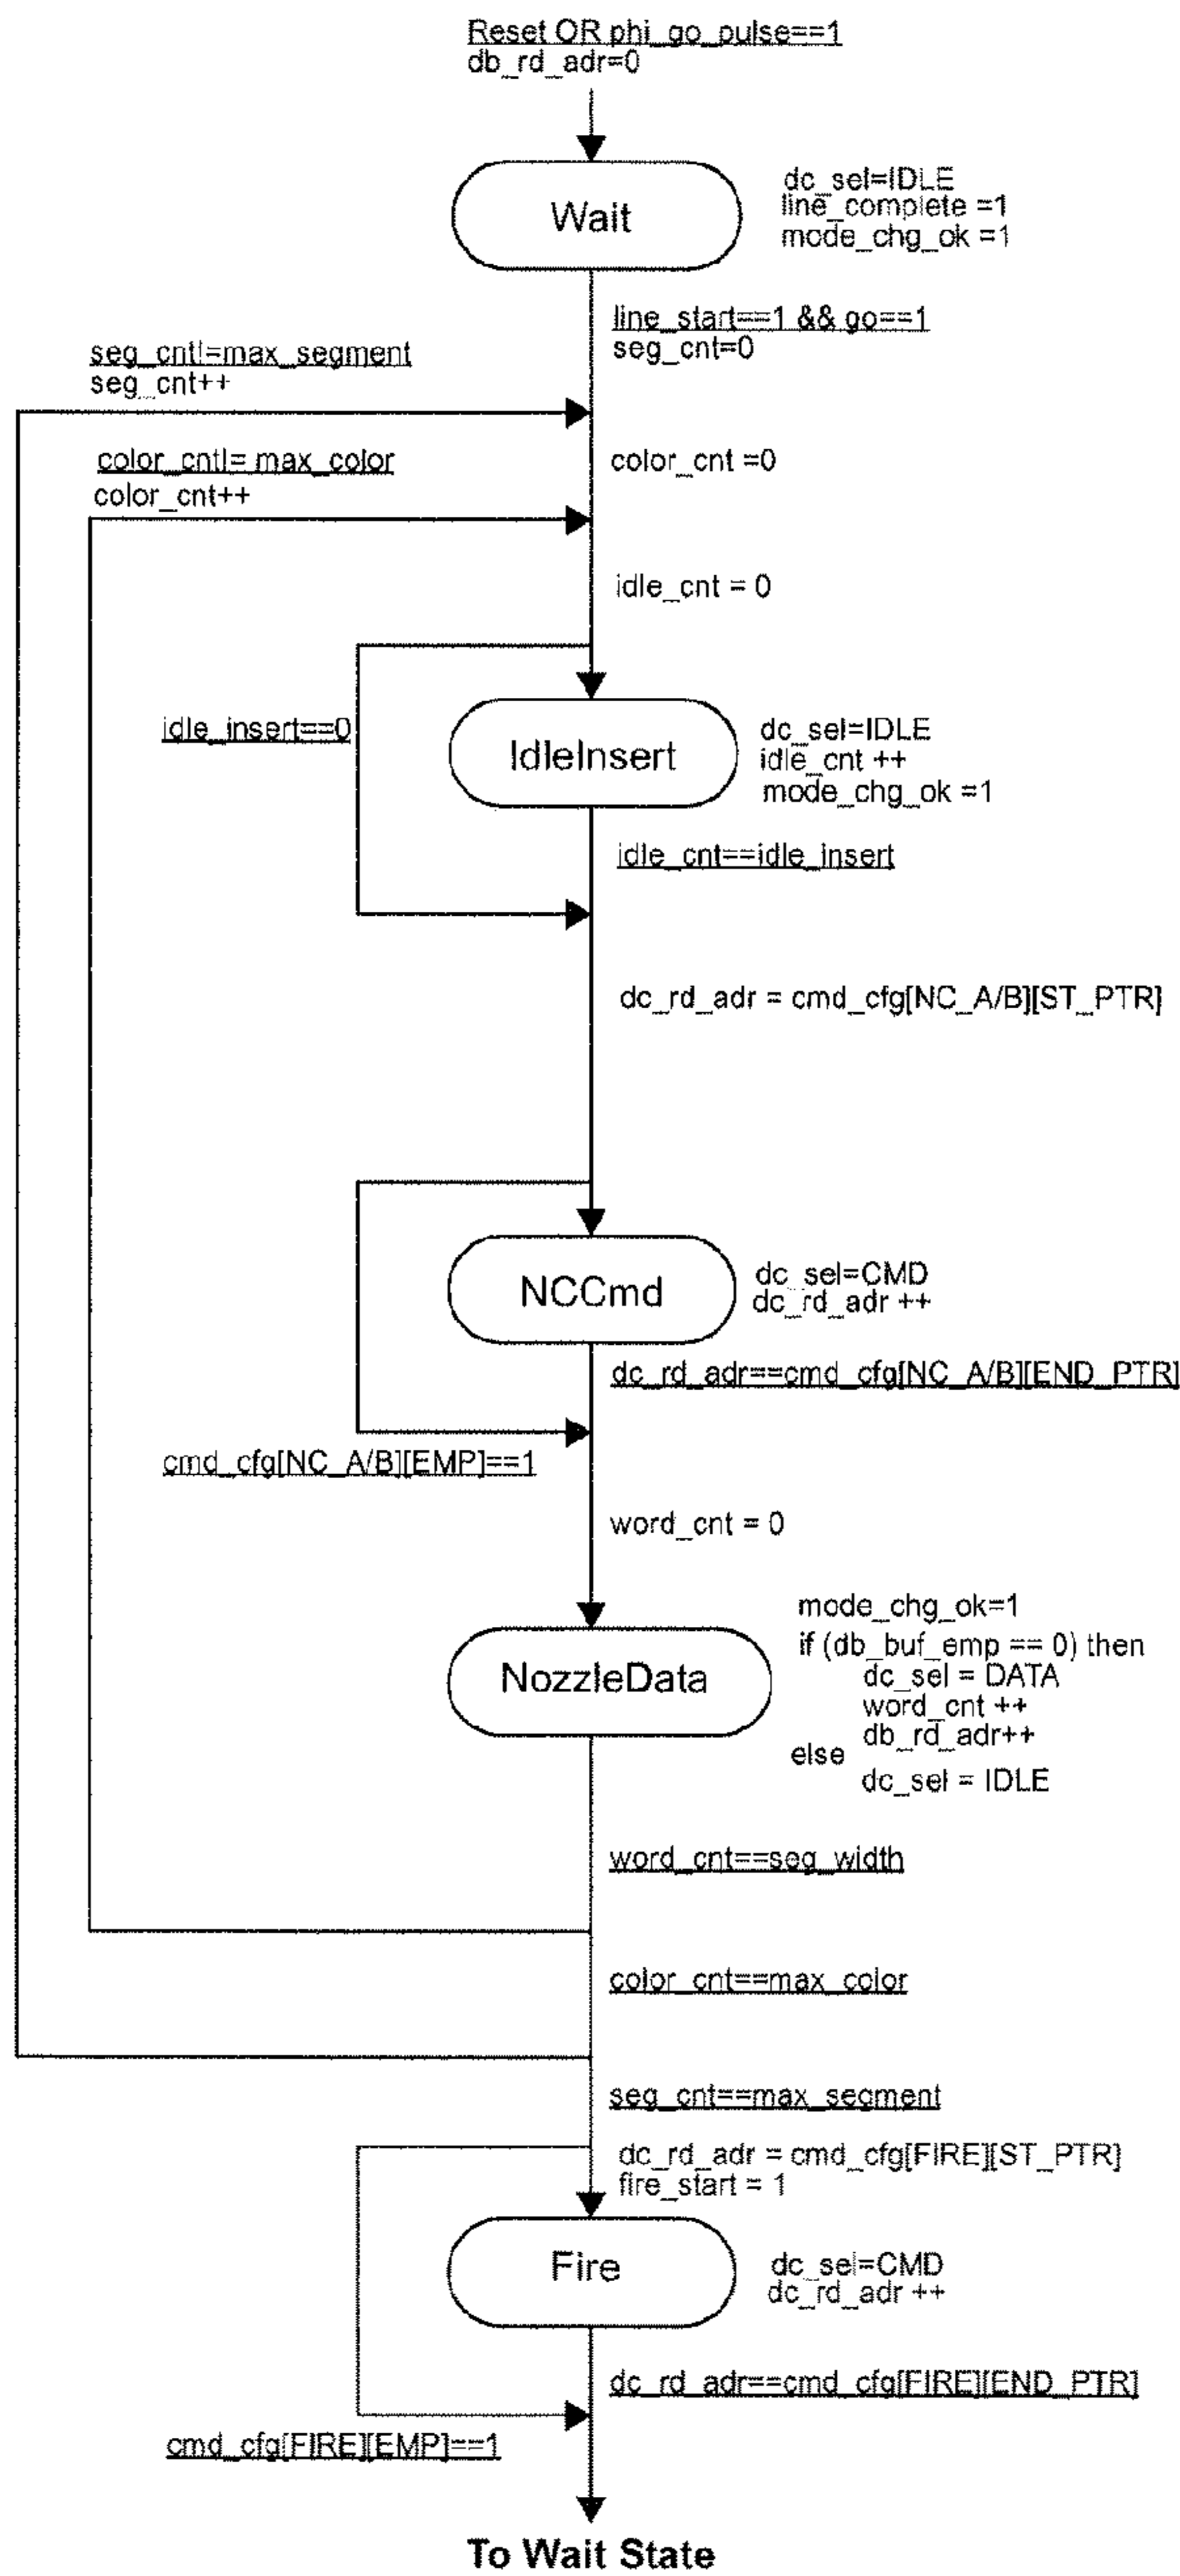 Reset OR phi_go_pulse==1
db_rd_adr=0
Wait
dc_sel=IDLE
line_complete =1
mode_chg_ok =1
line_start==1 && go==1
seg_cnt=0
seg_cnt!=max_segment
seg_cnt++
color_cnt =0
color_cnt!= max_color
color_cnt++
idle_cnt = 0
idle_insert==0
IdleInsert
dc_sel=IDLE
idle_cnt ++
mode_chg_ok =1
idle_cnt==idle_insert
dc_rd_adr = cmd_cfg[NC_A/B][ST_PTR]
NCCmd
dc_sel=CMD
dc_rd_adr ++
dc_rd_adr==cmd_cfg[NC_A/B][END_PTR]
cmd_cfg[NC_A/B][EMP]==1
word_cnt = 0
NozzleData
mode_chg_ok=1
if (db_buf_emp == 0) then
dc_sel = DATA
word_cnt ++
db_rd_adr++
else
dc_sel = IDLE
word_cnt==seg_width
color_cnt==max_color
seg_cnt==max_segment
dc_rd_adr = cmd_cfg[FIRE][ST_PTR]
fire_start = 1
Fire
dc_sel=CMD
dc_rd_adr ++
dc_rd_adr==cmd_cfg[FIRE][END_PTR]
cmd_cfg[FIRE][EMP]==1
To Wait State